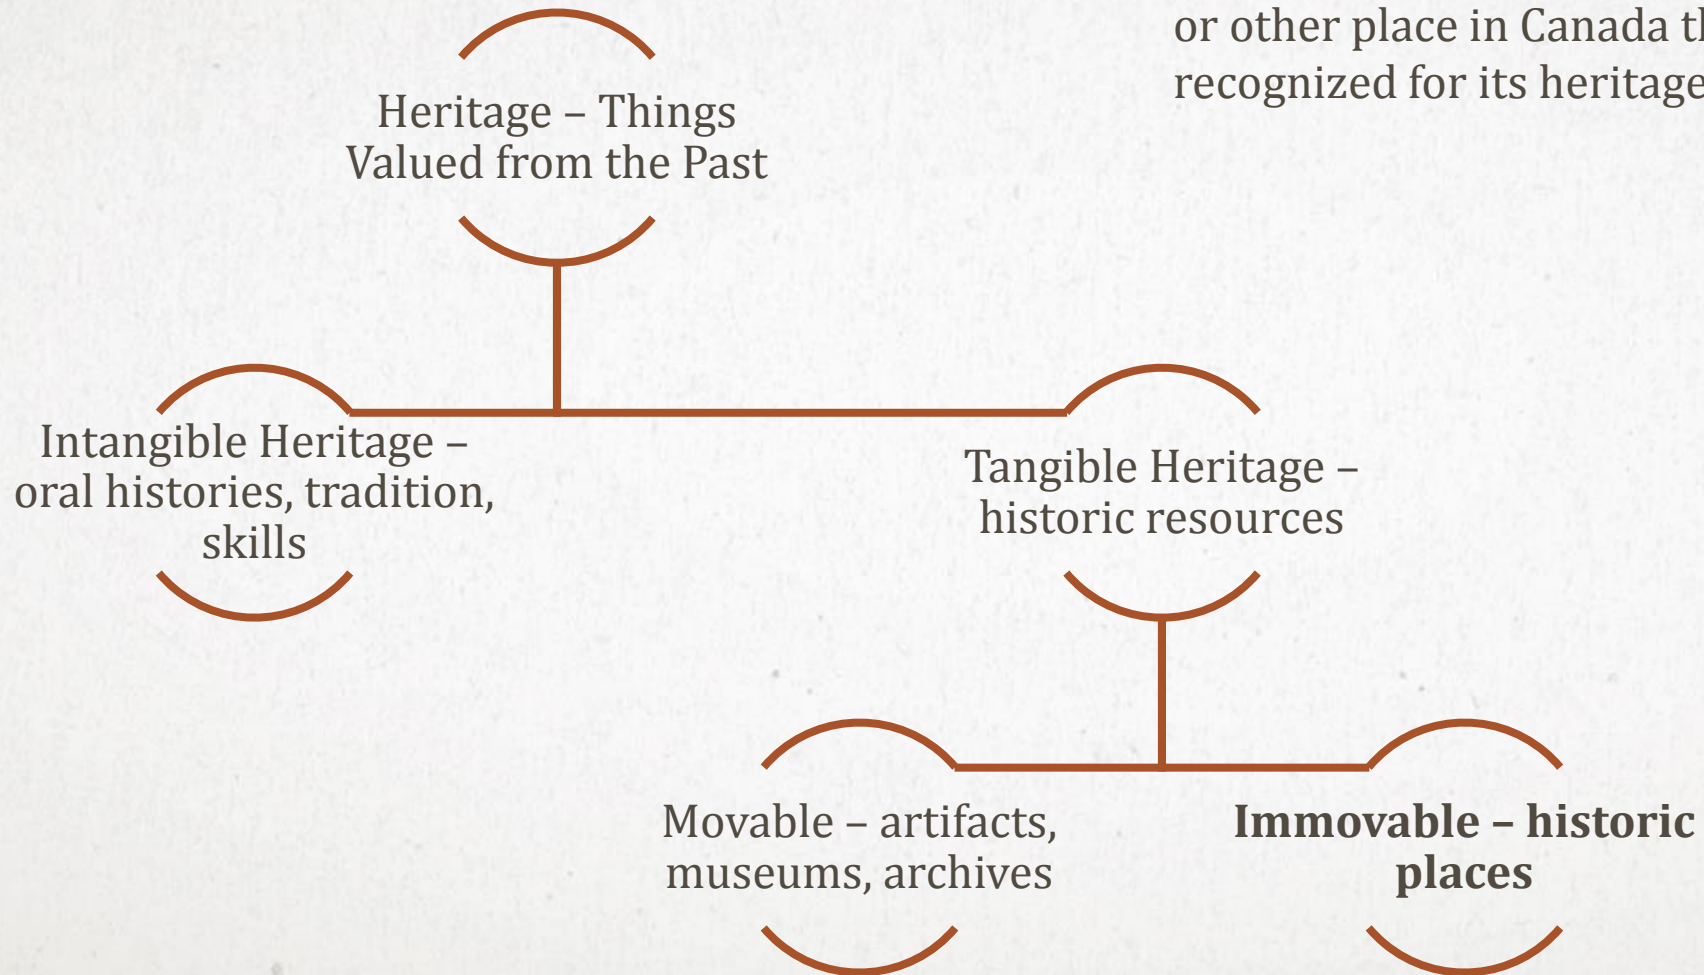 or other place in Canada
recognized for its heritage
Heritage – Things
Valued from the Past
Intangible Heritage –
oral histories, tradition,
skills
Tangible Heritage –
historic resources
Movable – artifacts,
museums, archives
Immovable – historic
places